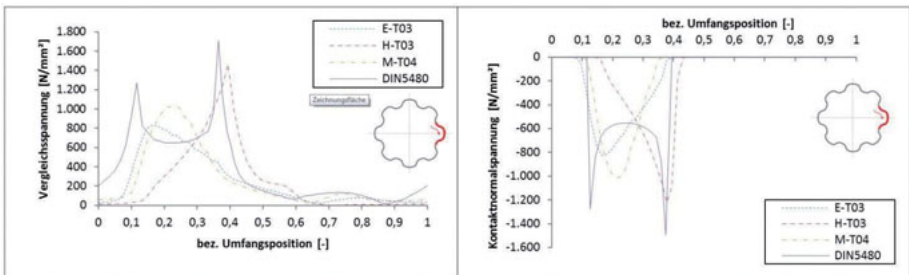 1.800
1.600
1.400
1.200
1.000
800
600
400
200
0
Vergleichsspannung [N/mm²]
0 0,1 0,2 0,3 0,4 0,5 0,6 0,7 0,8 0,9 1
bez. Umfangsposition [-]
E-T03
H-T03
M-T04
DIN5480
Zeichnungsfläche
bez. Umfangsposition [-]
0 0,1 0,2 0,3 0,4 0,5 0,6 0,7 0,8 0,9 1
0
-200
-400
-600
-800
-1.000
-1.200
-1.400
-1.600
Kontaktnormalspannung [N/mm²]
E-T03
H-T03
M-T04
DIN5480